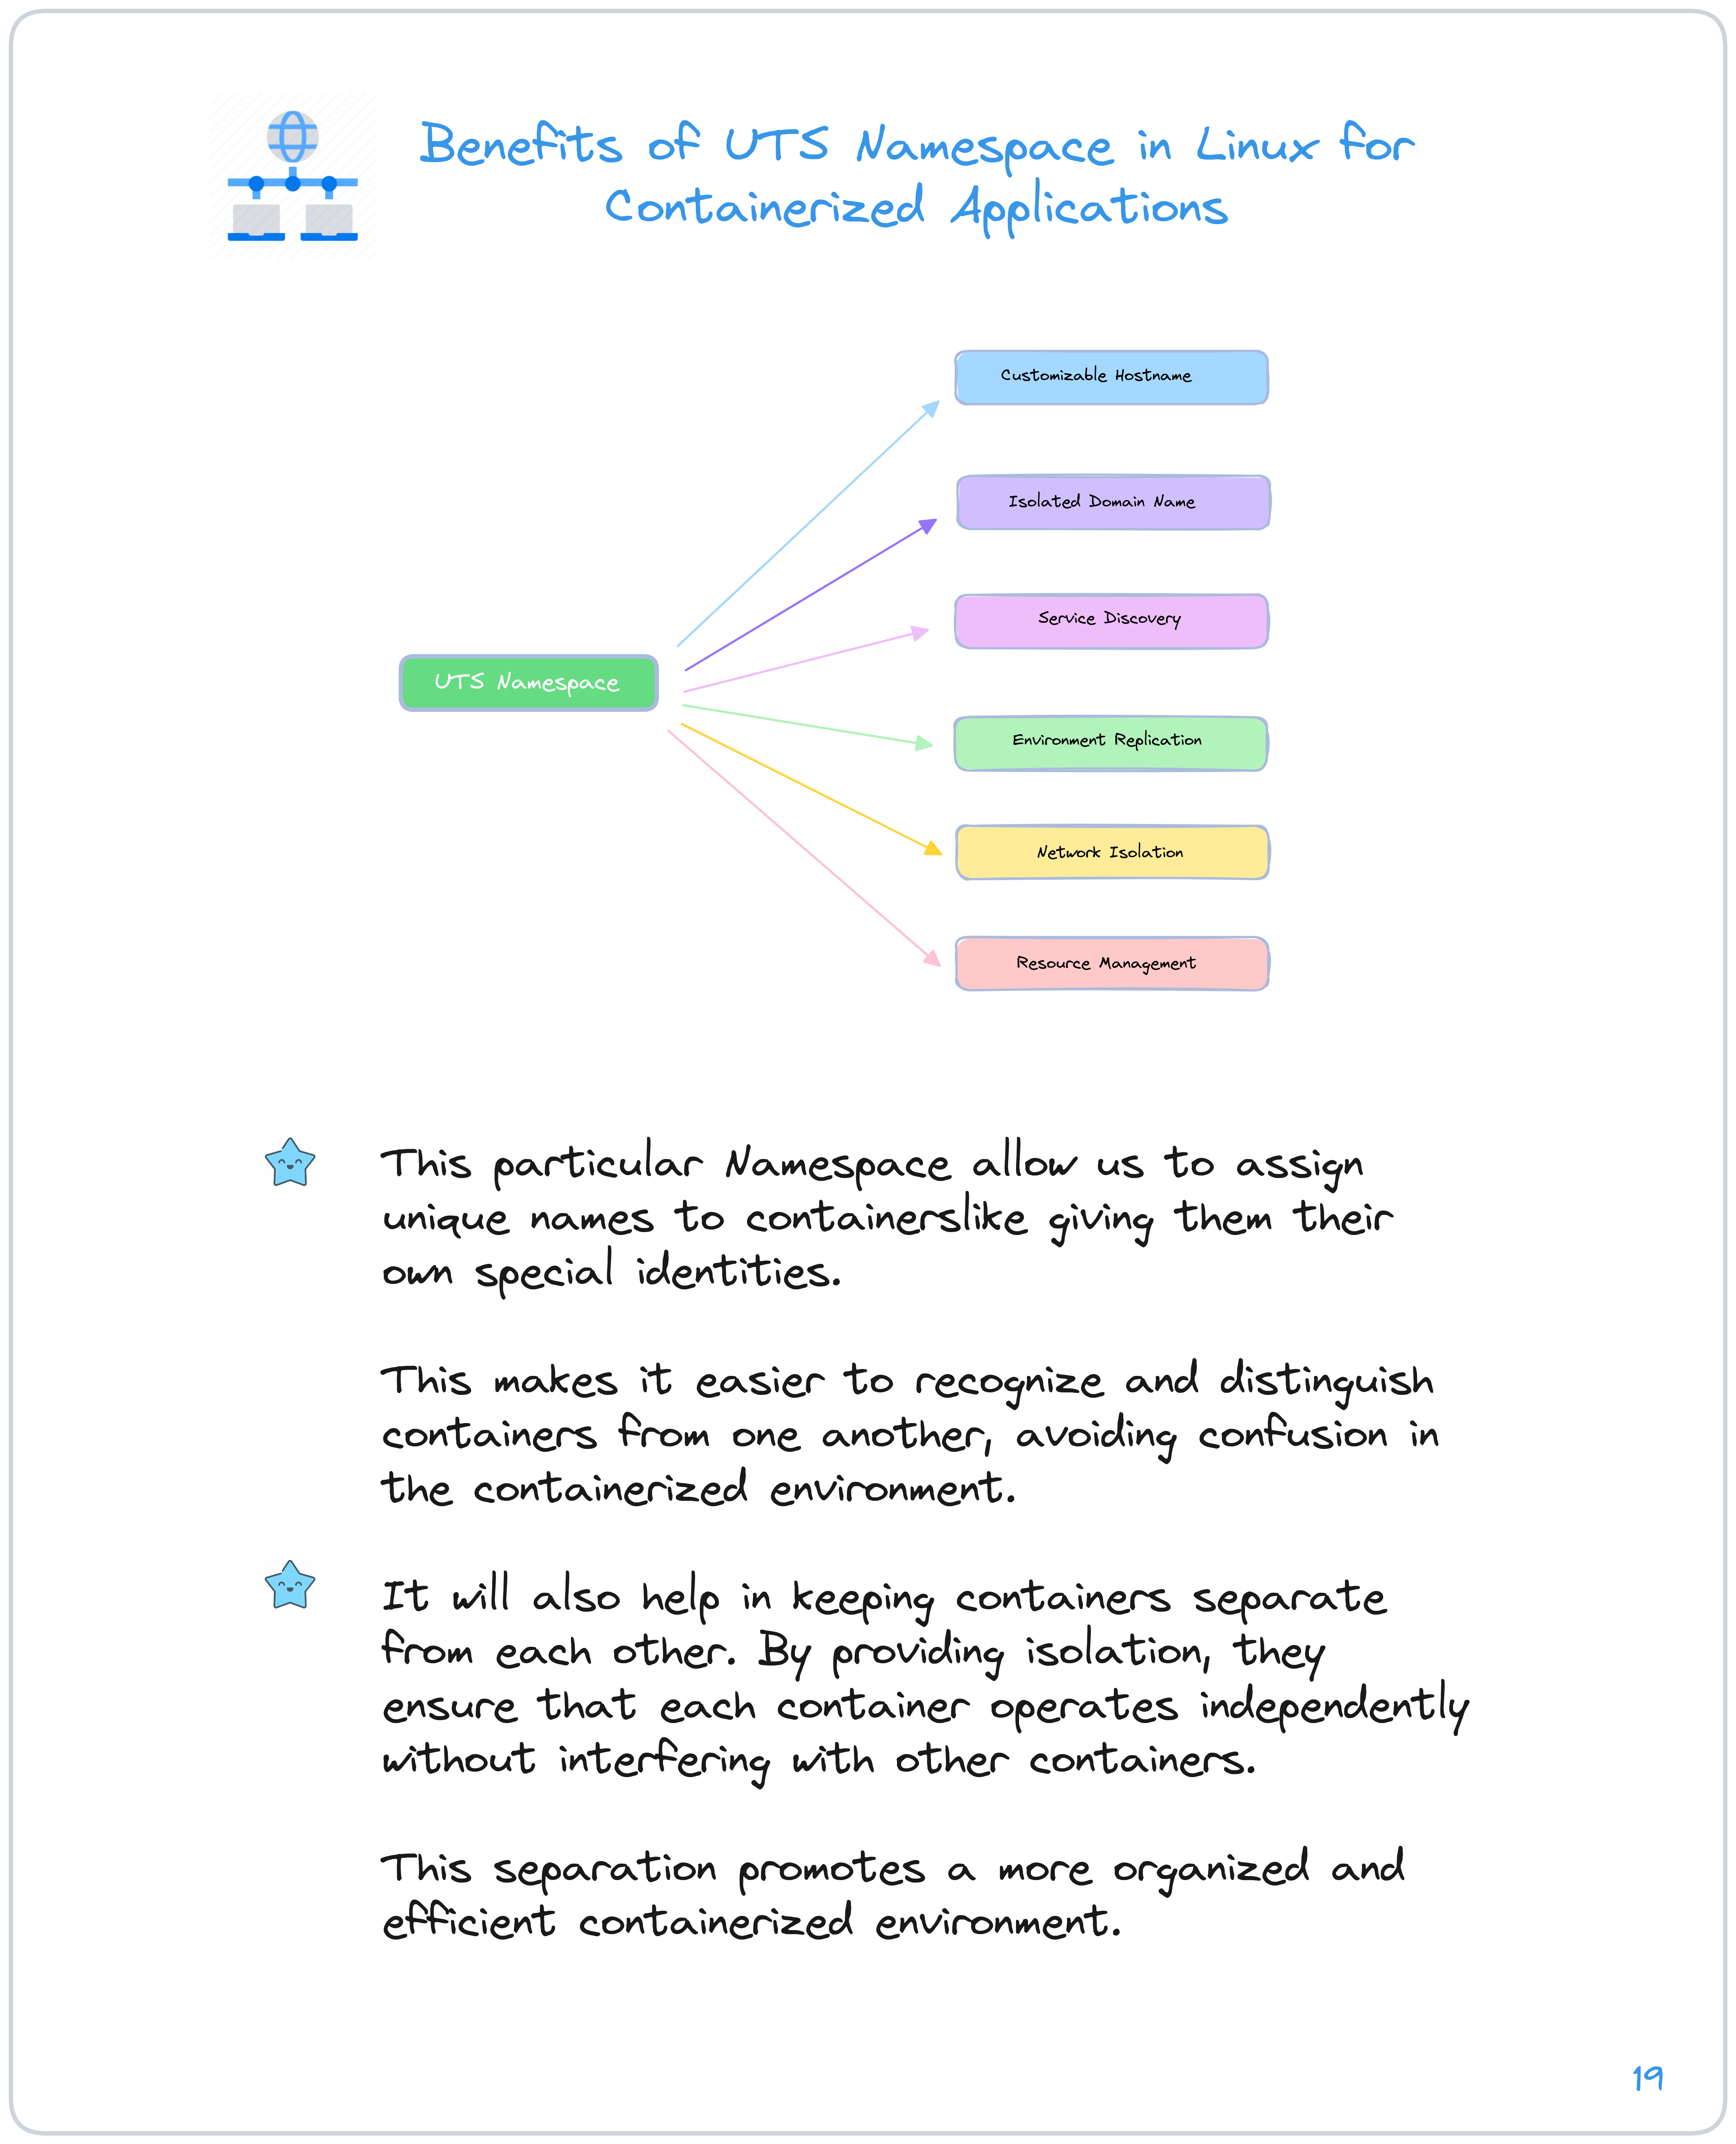 Benefits of UTS Namespace in Linux for
Containerized Applications
Customizable Hostname
Isolated Domain Name
Service Discovery
UTS Namespace
Environment Replication
Network Isolation
Resource Management
This particular Namespace allow us to assign
unique names to containerslike giving them their
own special identities.
This makes it easier to recognize and distinguish
containers from one another, avoiding confusion in
the containerized environment.
It will also help in keeping containers separate
from each other. By providing isolation, they
ensure that each container operates independently
without interfering with other containers.
This separation promotes a more organized and
efficient containerized environment.
19